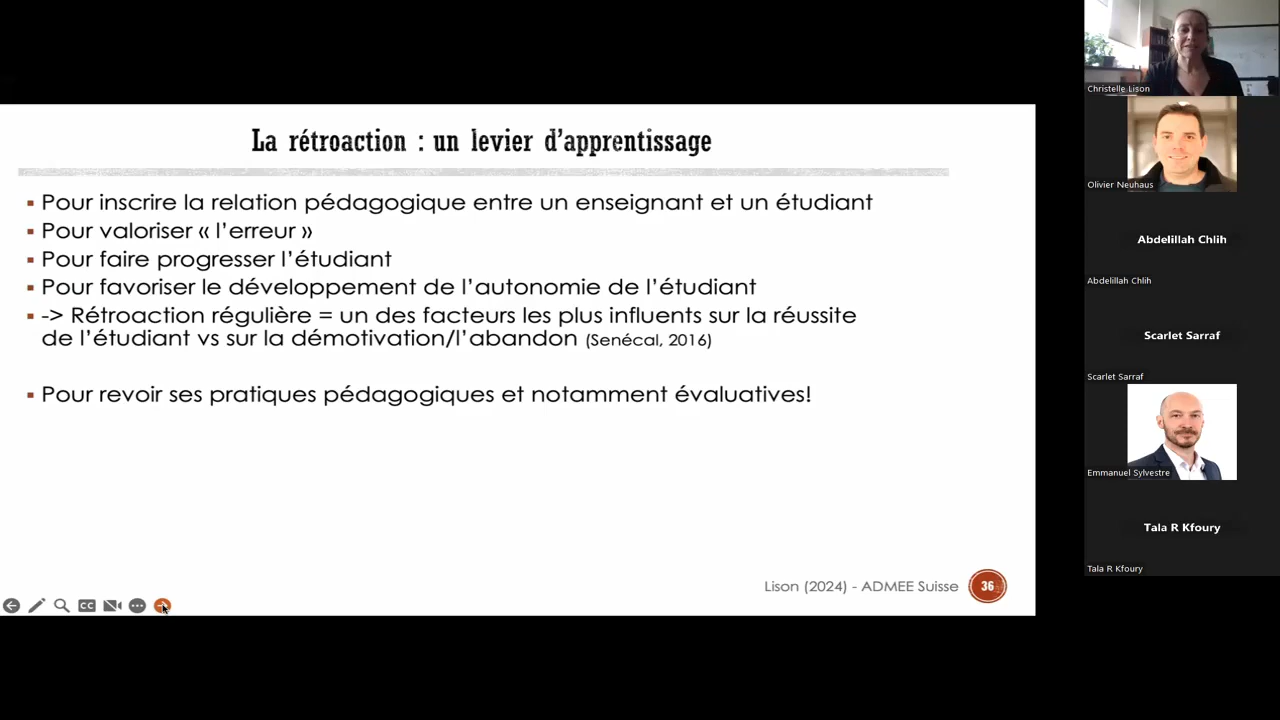 La rétroaction : un levier d'apprentissage
▪ Pour inscrire la relation pédagogique entre un enseignant et un étudiant
▪ Pour valoriser « l'erreur »
▪ Pour faire progresser l'étudiant
▪ Pour favoriser le développement de l'autonomie de l'étudiant
▪ -> Rétroaction régulière = un des facteurs les plus influents sur la réussite
de l'étudiant vs sur la démotivation/l'abandon (Senécal, 2016)
▪ Pour revoir ses pratiques pédagogiques et notamment évaluatives!
Lison (2024) - ADMEE Suisse 36
CC
Christelle Lison
Olivier Neuhaus
Abdelillah Chlih
Abdelillah Chlih
Scarlet Sarraf
Scarlet Sarraf
Emmanuel Sylvestre
Tala R Kfoury
Tala R Kfoury